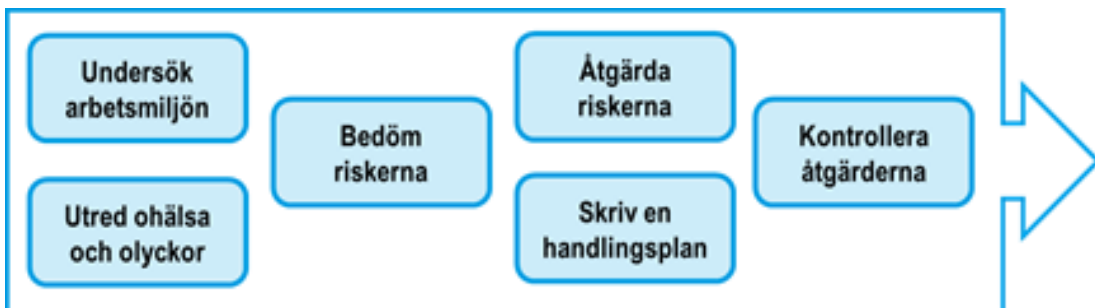 Undersök
arbetsmiljön
Utred ohälsa
och olyckor
Bedöm
riskerna
Åtgärda
riskerna
Skriv en
handlingsplan
Kontrollera
åtgärderna